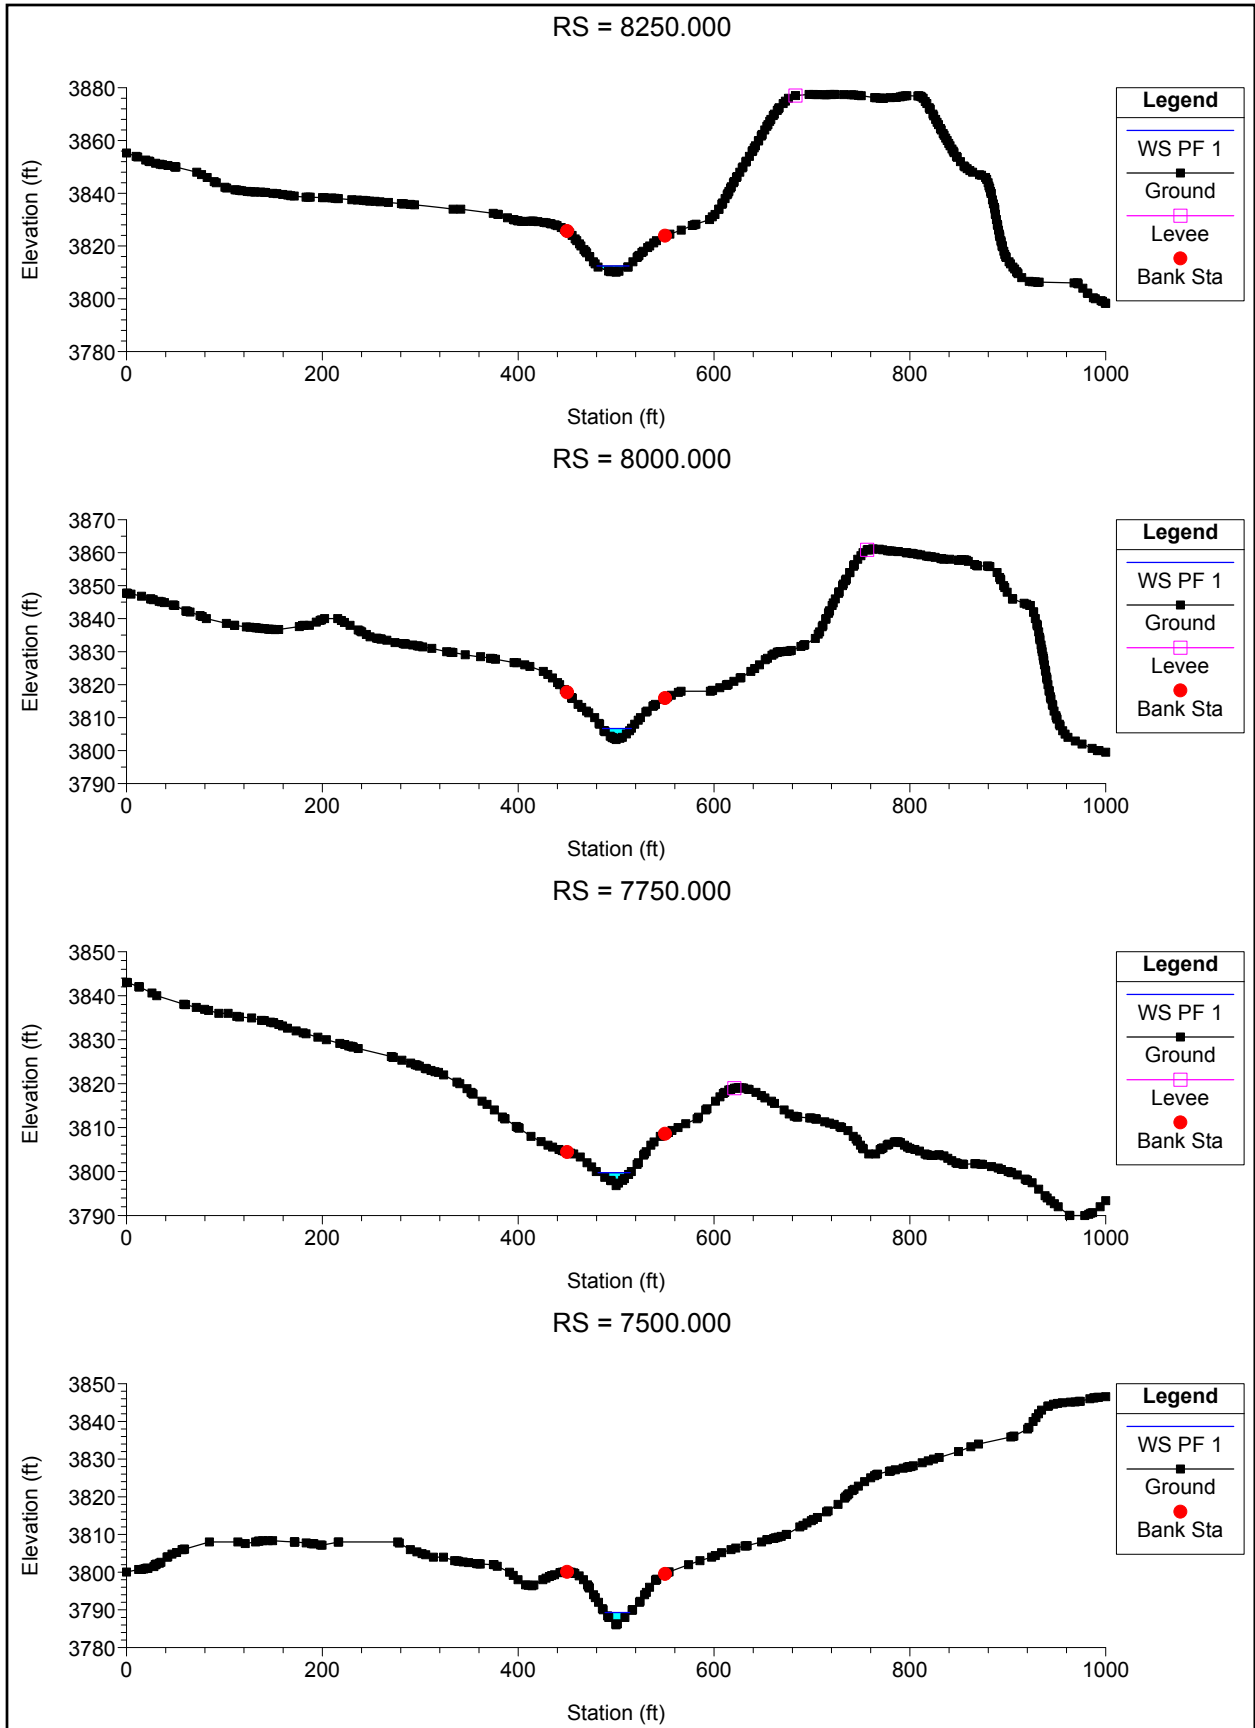 RS = 8250.000
3880
3860
3840
3820
3800
3780
Elevation (ft)
0 200 400 600 800 1000
Station (ft)
Legend
WS PF 1
Ground
Levee
Bank Sta
RS = 8000.000
3870
3860
3850
3840
3830
3820
3810
3800
3790
Elevation (ft)
0 200 400 600 800 1000
Station (ft)
Legend
WS PF 1
Ground
Levee
Bank Sta
RS = 7750.000
3850
3840
3830
3820
3810
3800
3790
Elevation (ft)
0 200 400 600 800 1000
Station (ft)
Legend
WS PF 1
Ground
Levee
Bank Sta
RS = 7500.000
3850
3840
3830
3820
3810
3800
3790
3780
Elevation (ft)
0 200 400 600 800 1000
Station (ft)
Legend
WS PF 1
Ground
Bank Sta